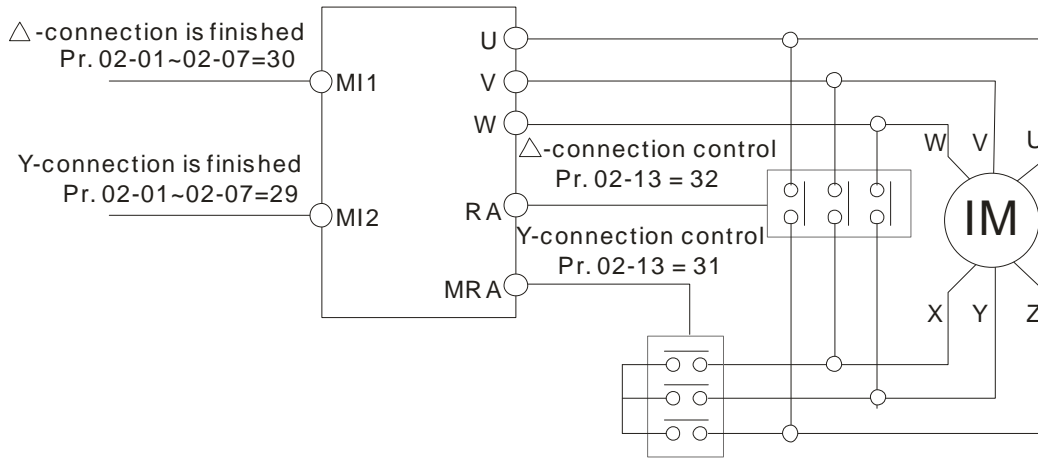 △-connection is finished
Pr. 02-01~02-07=30
MI1
Y-connection is finished
Pr. 02-01~02-07=29
MI2
U
V
W
△-connection control
Pr. 02-13 = 32
RA
Y-connection control
Pr. 02-13 = 31
MRA
W V U
IM
X Y Z